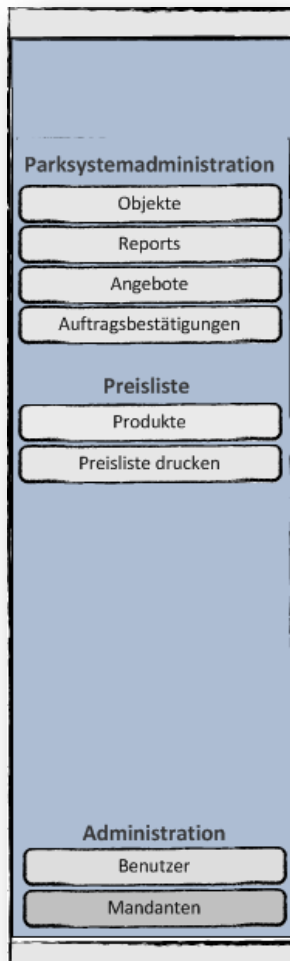 Parksystemadministration
Objekte
Reports
Angebote
Auftragsbestätigungen
Preisliste
Produkte
Preisliste drucken
Administration
Benutzer
Mandanten